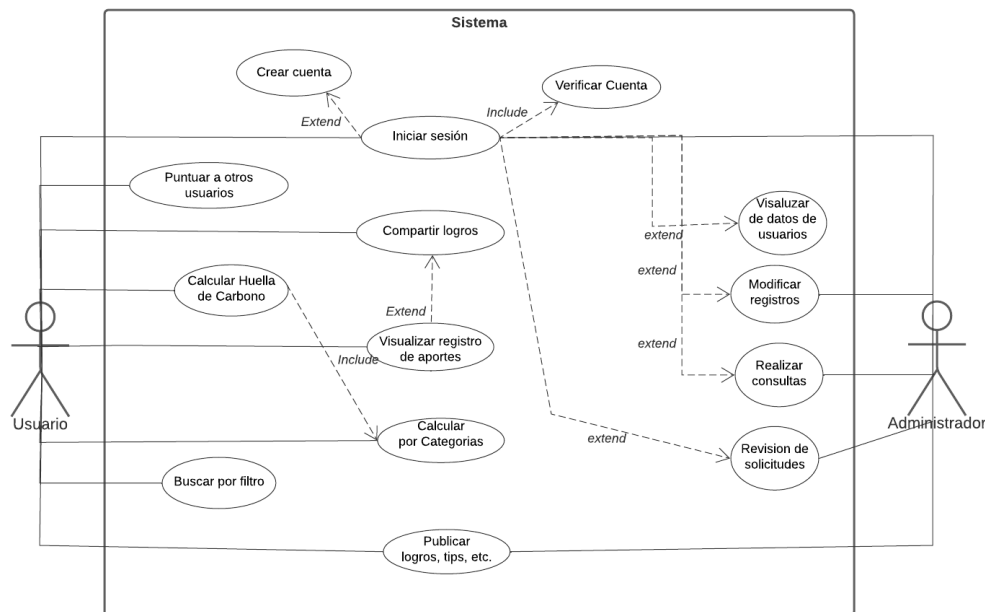 Sistema
Crear cuenta
Verificar Cuenta
Extend
Include
Iniciar sesión
Puntuar a otros
usuarios
Visaluzar
de datos de
usuarios
Compartir logros
extend
Calcular Huella
de Carbono
extend
Modificar
registros
Extend
Visualizar registro
de aportes
Include
extend
Realizar
consultas
Usuario
Administrador
Calcular
por Categorias
extend
Revision de
solicitudes
Buscar por filtro
Publicar
logros, tips, etc.